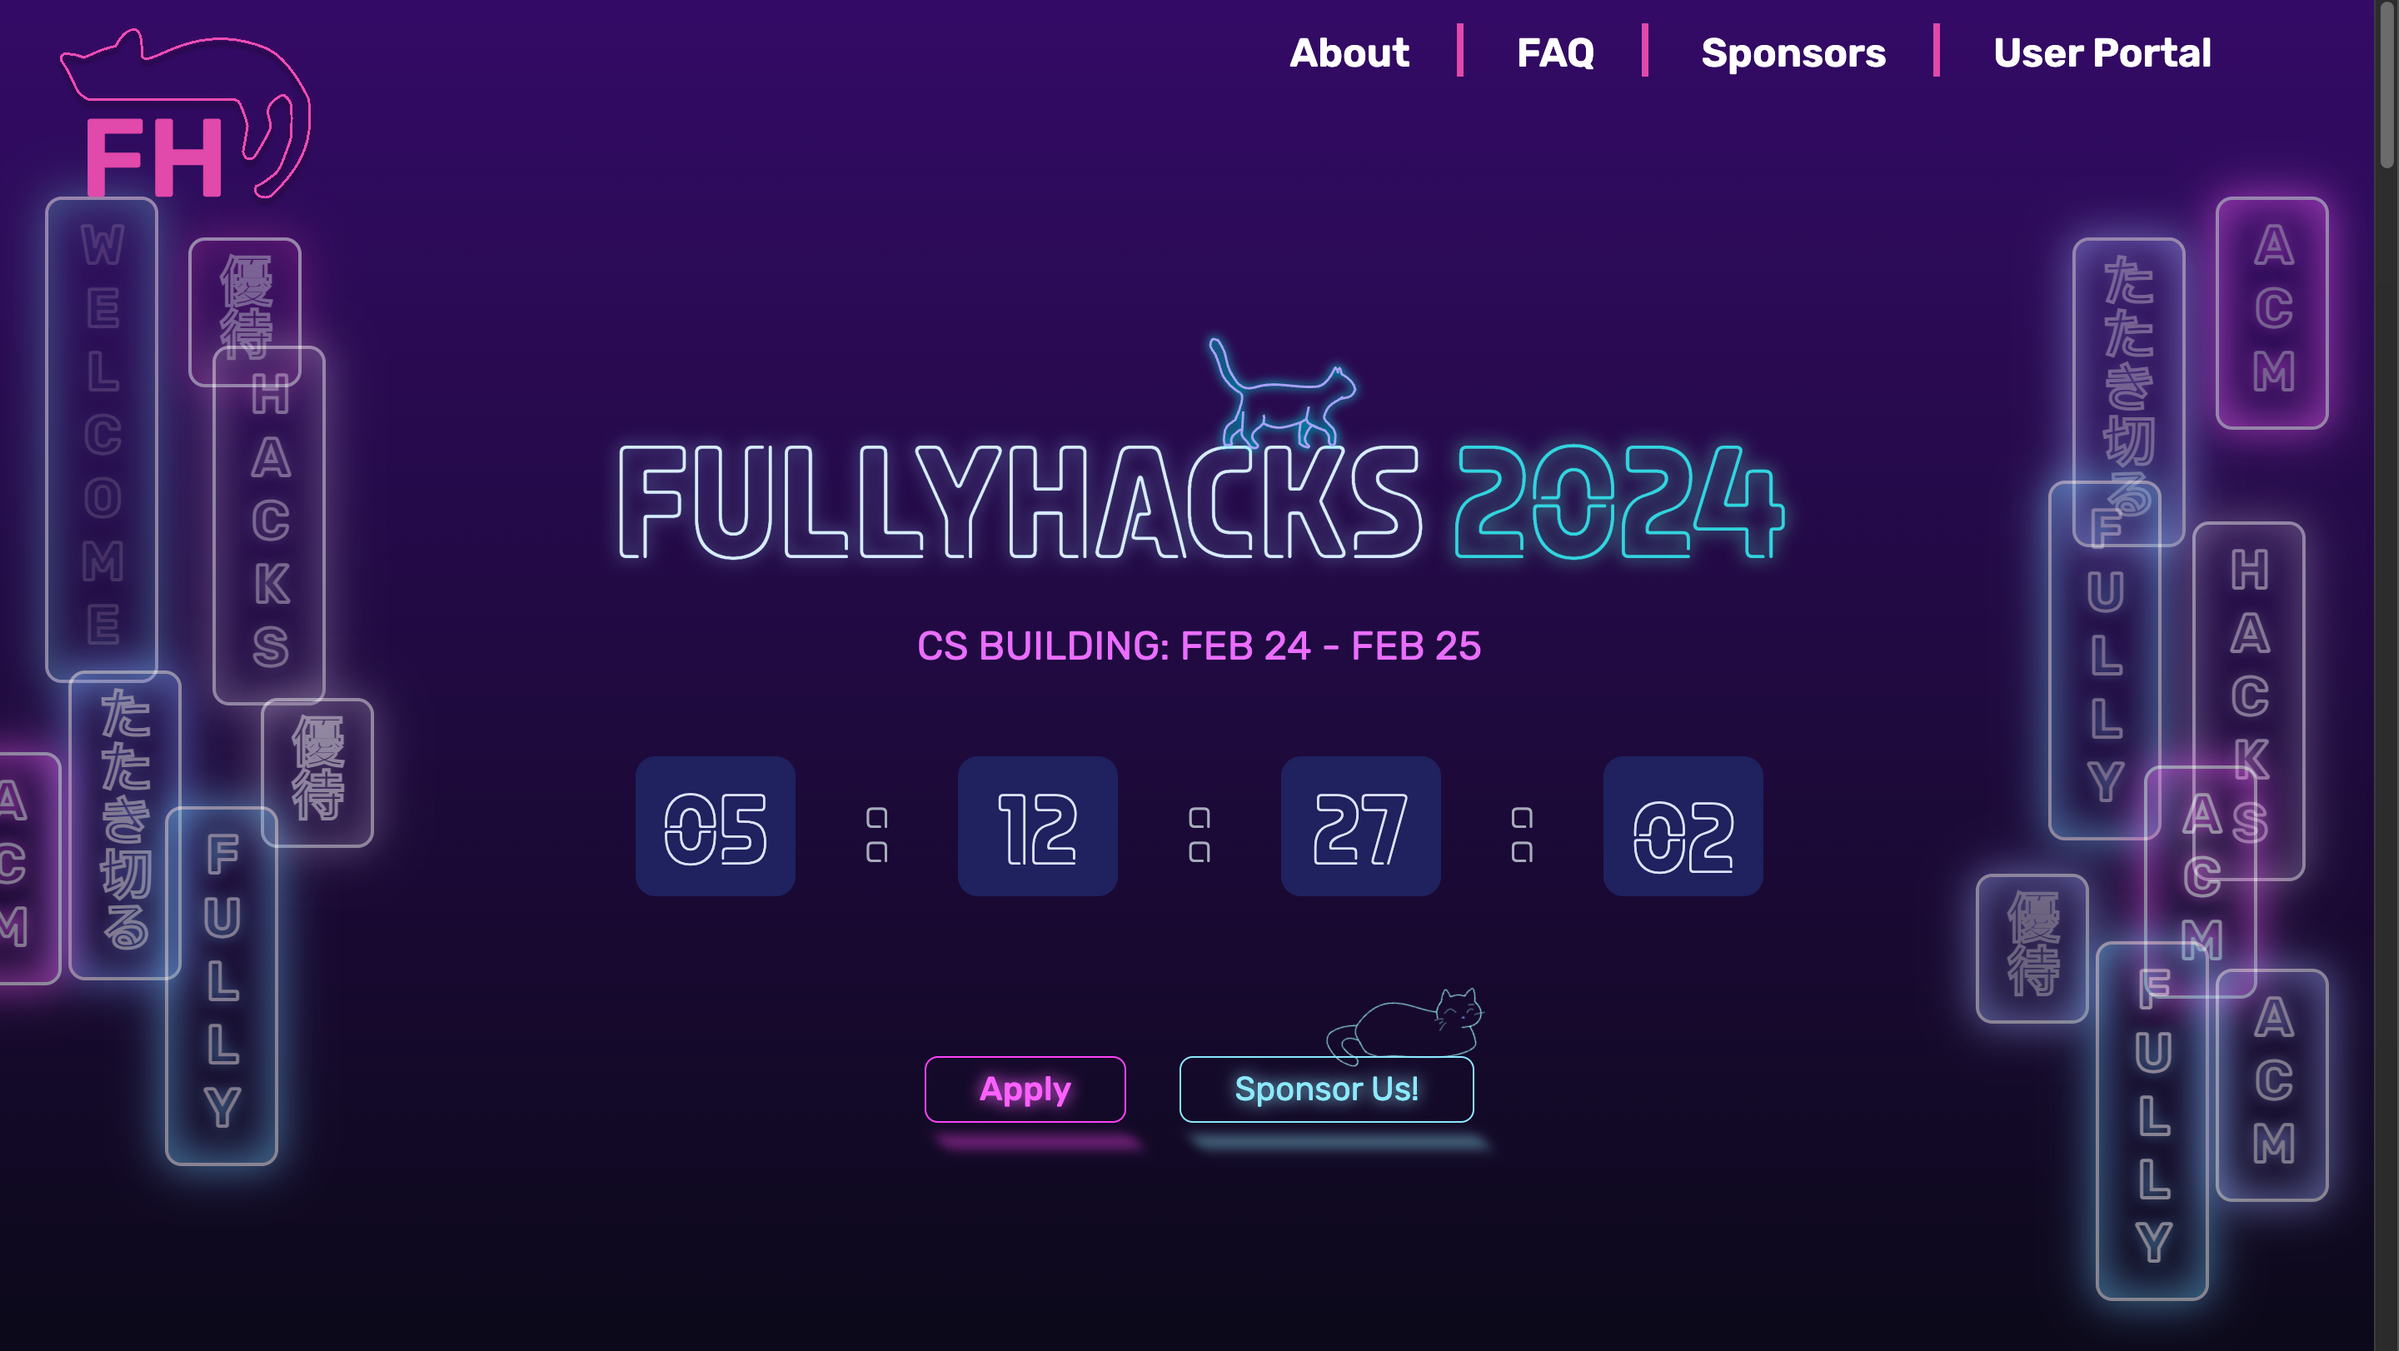 FH
About
FAQ
Sponsors
User Portal
WELCOME
優待
HACKS
たたき切る
優待
ACM
FULLY
FULLYHACKS 2024
CS BUILDING: FEB 24 - FEB 25
05 : 12 : 27 : 02
Apply
Sponsor Us!
たたき切る
ACM
FULLY
HACKS
ACM
優待
FULLY
ACM